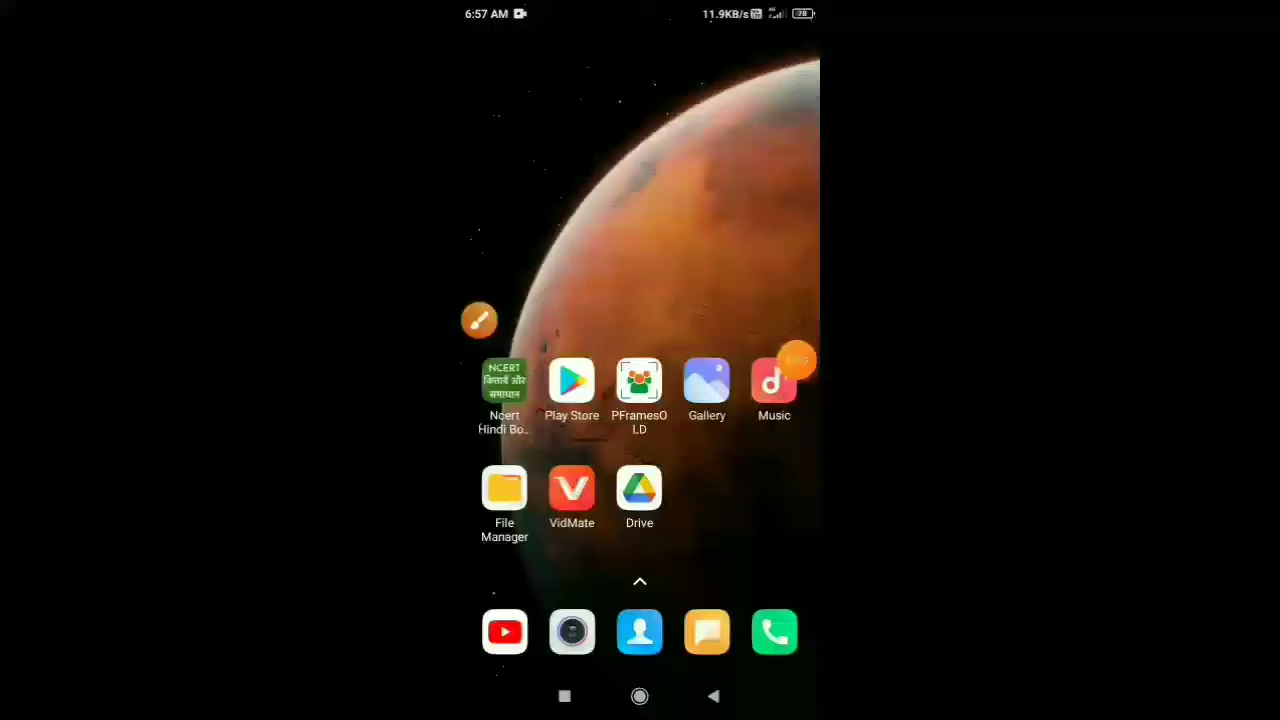 6:57 AM
11.9KB/s
78
NCERT
किताबें और
समाधान
Ncert
Hindi Bo..
Play Store
PFramesO
LD
Gallery
Music
File
Manager
VidMate
Drive